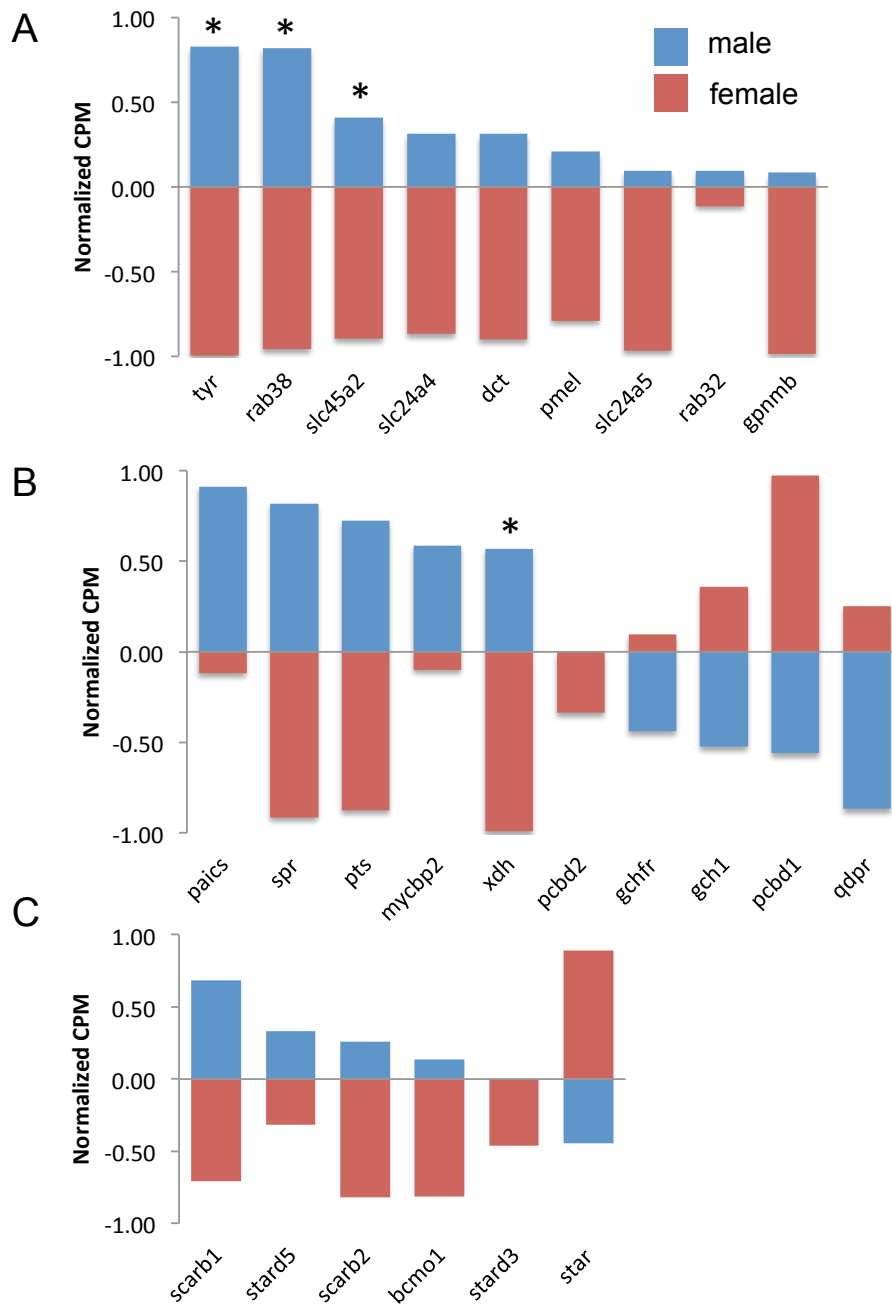 A
1.00
0.50
0.00
-0.50
-1.00
Normalized CPM
* * *
male
female
tyr rab38 slc45a2 slc24a4 dct pmel slc24a5 rab32 gpnmb
B
1.00
0.50
0.00
-0.50
-1.00
Normalized CPM
*
paics spr pts mycbp2 xdh pcbd2 gchfr gch1 pcbd1 qdpr
C
1.00
0.50
0.00
-0.50
-1.00
Normalized CPM
scarb1 stard5 scarb2 bcmo1 stard3 star